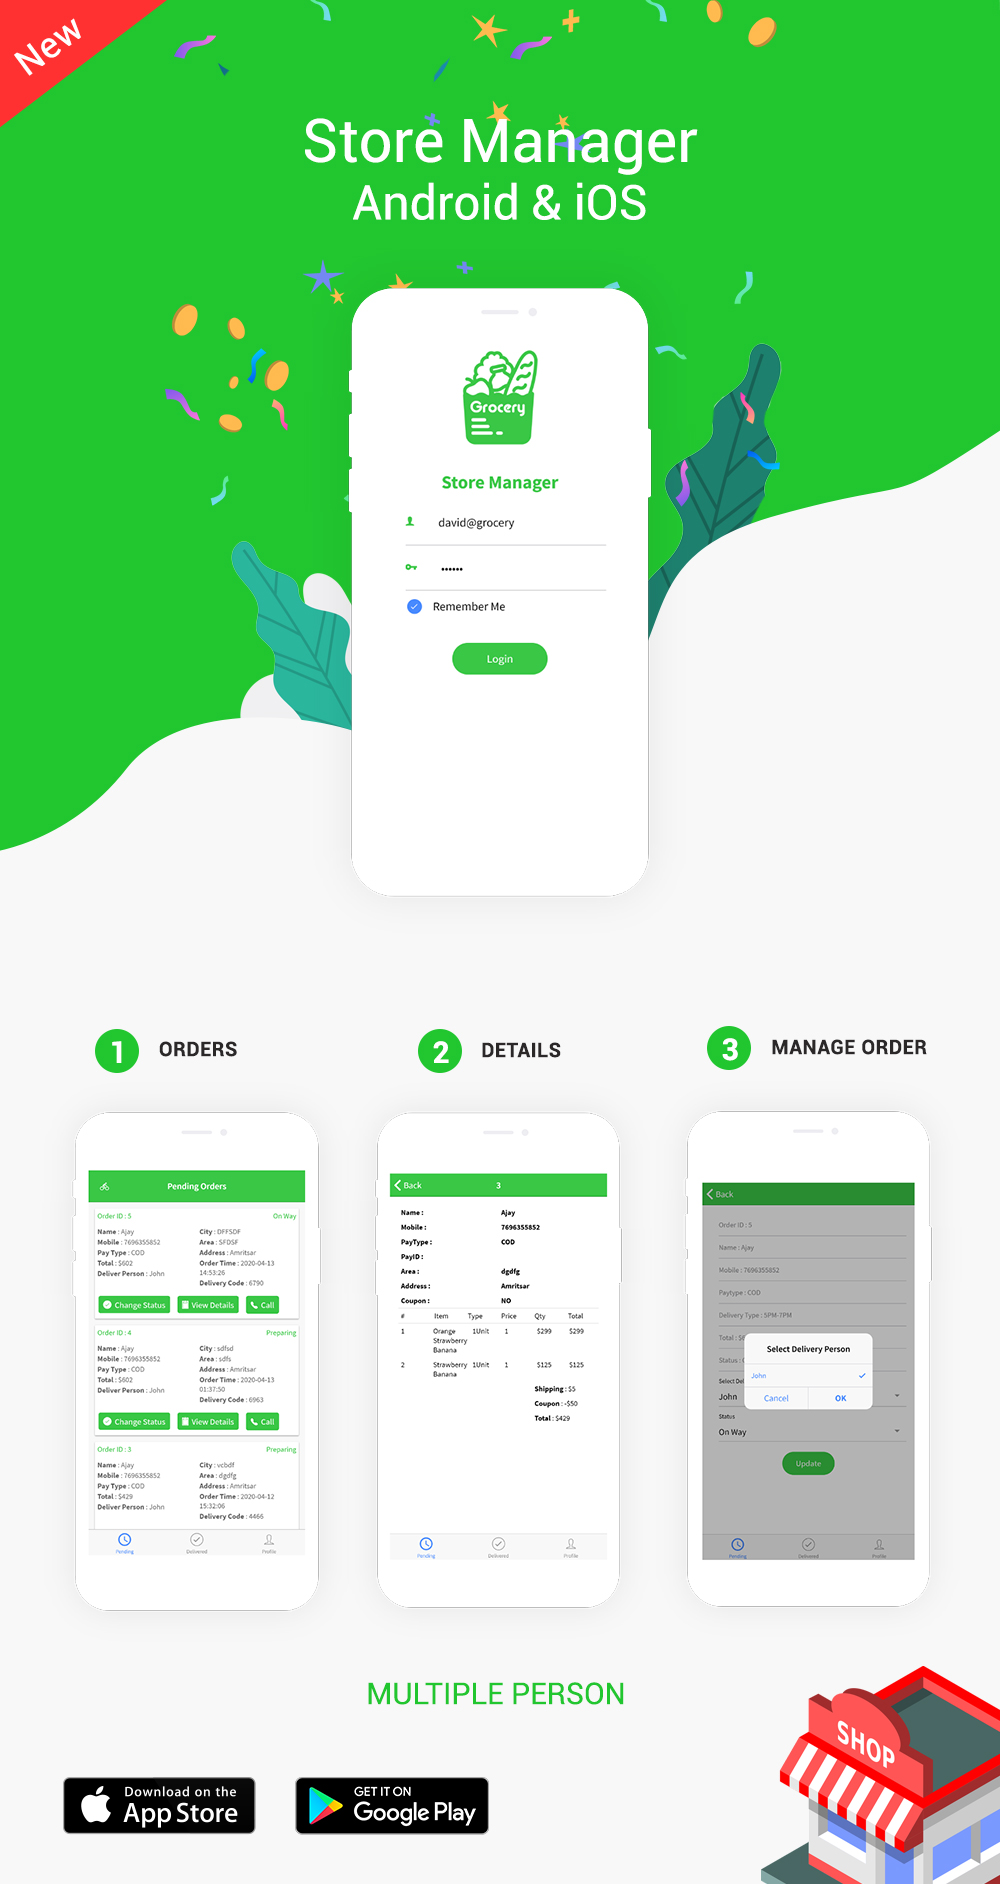 New
Store Manager
Android & iOS
Grocery
Store Manager
david@grocery
••••••
Remember Me
Login
1 ORDERS
2 DETAILS
3 MANAGE ORDER
Pending Orders
Order ID : 5 On Way
Name : Ajay
Mobile : 7696355852
Pay Type : COD
Total : $602
Deliver Person : John
City : DFFSDF
Area : SFDSF
Address : Amritsar
Order Time : 2020-04-13
14:53:26
Delivery Code : 6790
Change Status View Details Call
Order ID : 4 Preparing
Name : Ajay
Mobile : 7696355852
Pay Type : COD
Total : $602
Deliver Person : John
City : sdfsd
Area : sdfs
Address : Amritsar
Order Time : 2020-04-13
01:37:50
Delivery Code : 6963
Change Status View Details Call
Order ID : 3 Preparing
Name : Ajay
Mobile : 7696355852
Pay Type : COD
Total : $429
Deliver Person : John
City : vcbdf
Area : dgdfg
Address : Amritsar
Order Time : 2020-04-12
15:32:06
Delivery Code : 4466
Pending Delivered Profile
Back 3
Name : Ajay
Mobile : 7696355852
PayType : COD
PayID :
Area : dgdfg
Address : Amritsar
Coupon : NO
# Item Type Price Qty Total
1 Orange 1Unit 1 $299 $299
Strawberry
Banana
2 Strawberry 1Unit 1 $125 $125
Banana
Shipping : $5
Coupon : -$50
Total : $429
Pending Delivered Profile
Back
Order ID : 5
Name : Ajay
Mobile : 7696355852
Paytype : COD
Delivery Type : 5PM-7PM
Total : $6
Status :
Select Del
John
Status
On Way
Update
Select Delivery Person
John
Cancel OK
Pending Delivered Profile
MULTIPLE PERSON
Download on the
App Store
GET IT ON
Google Play
SHOP